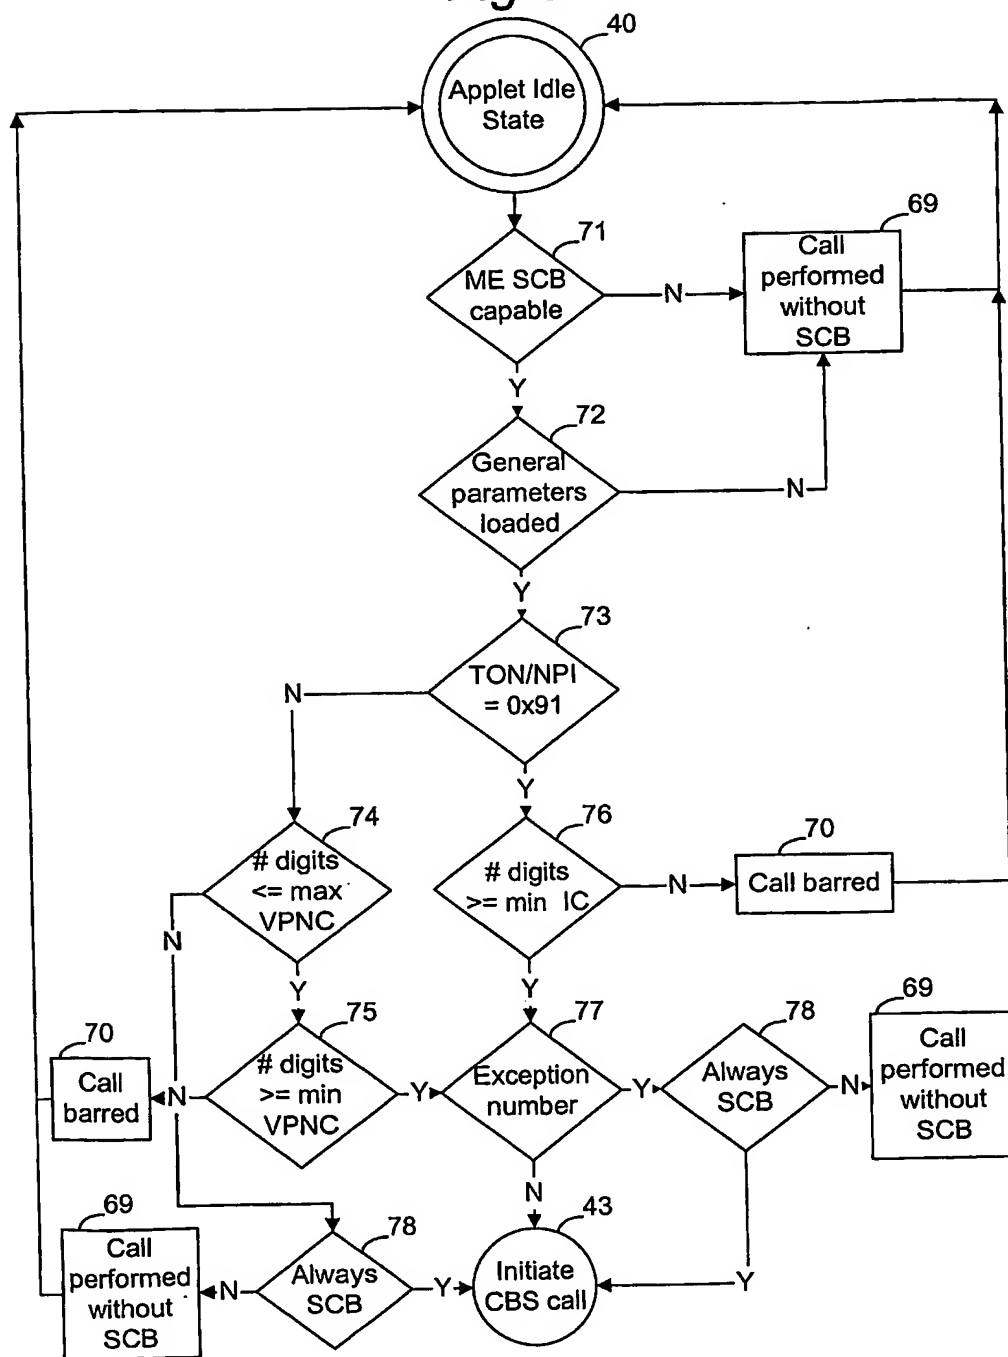 40
Applet Idle
State
71
ME SCB
capable
N
69
Call
performed
without
SCB
Y
72
General
parameters
loaded
N
Y
73
TON/NPI
= 0x91
N
Y
74
# digits
<= max
VPNC
76
# digits
>= min IC
N
70
Call barred
N
Y
Y
75
# digits
>= min
VPNC
N
70
Call
barred
Y
77
Exception
number
Y
78
Always
SCB
N
69
Call
performed
without
SCB
N
69
Call
performed
without
SCB
N
78
Always
SCB
Y
43
Initiate
CBS call
Y